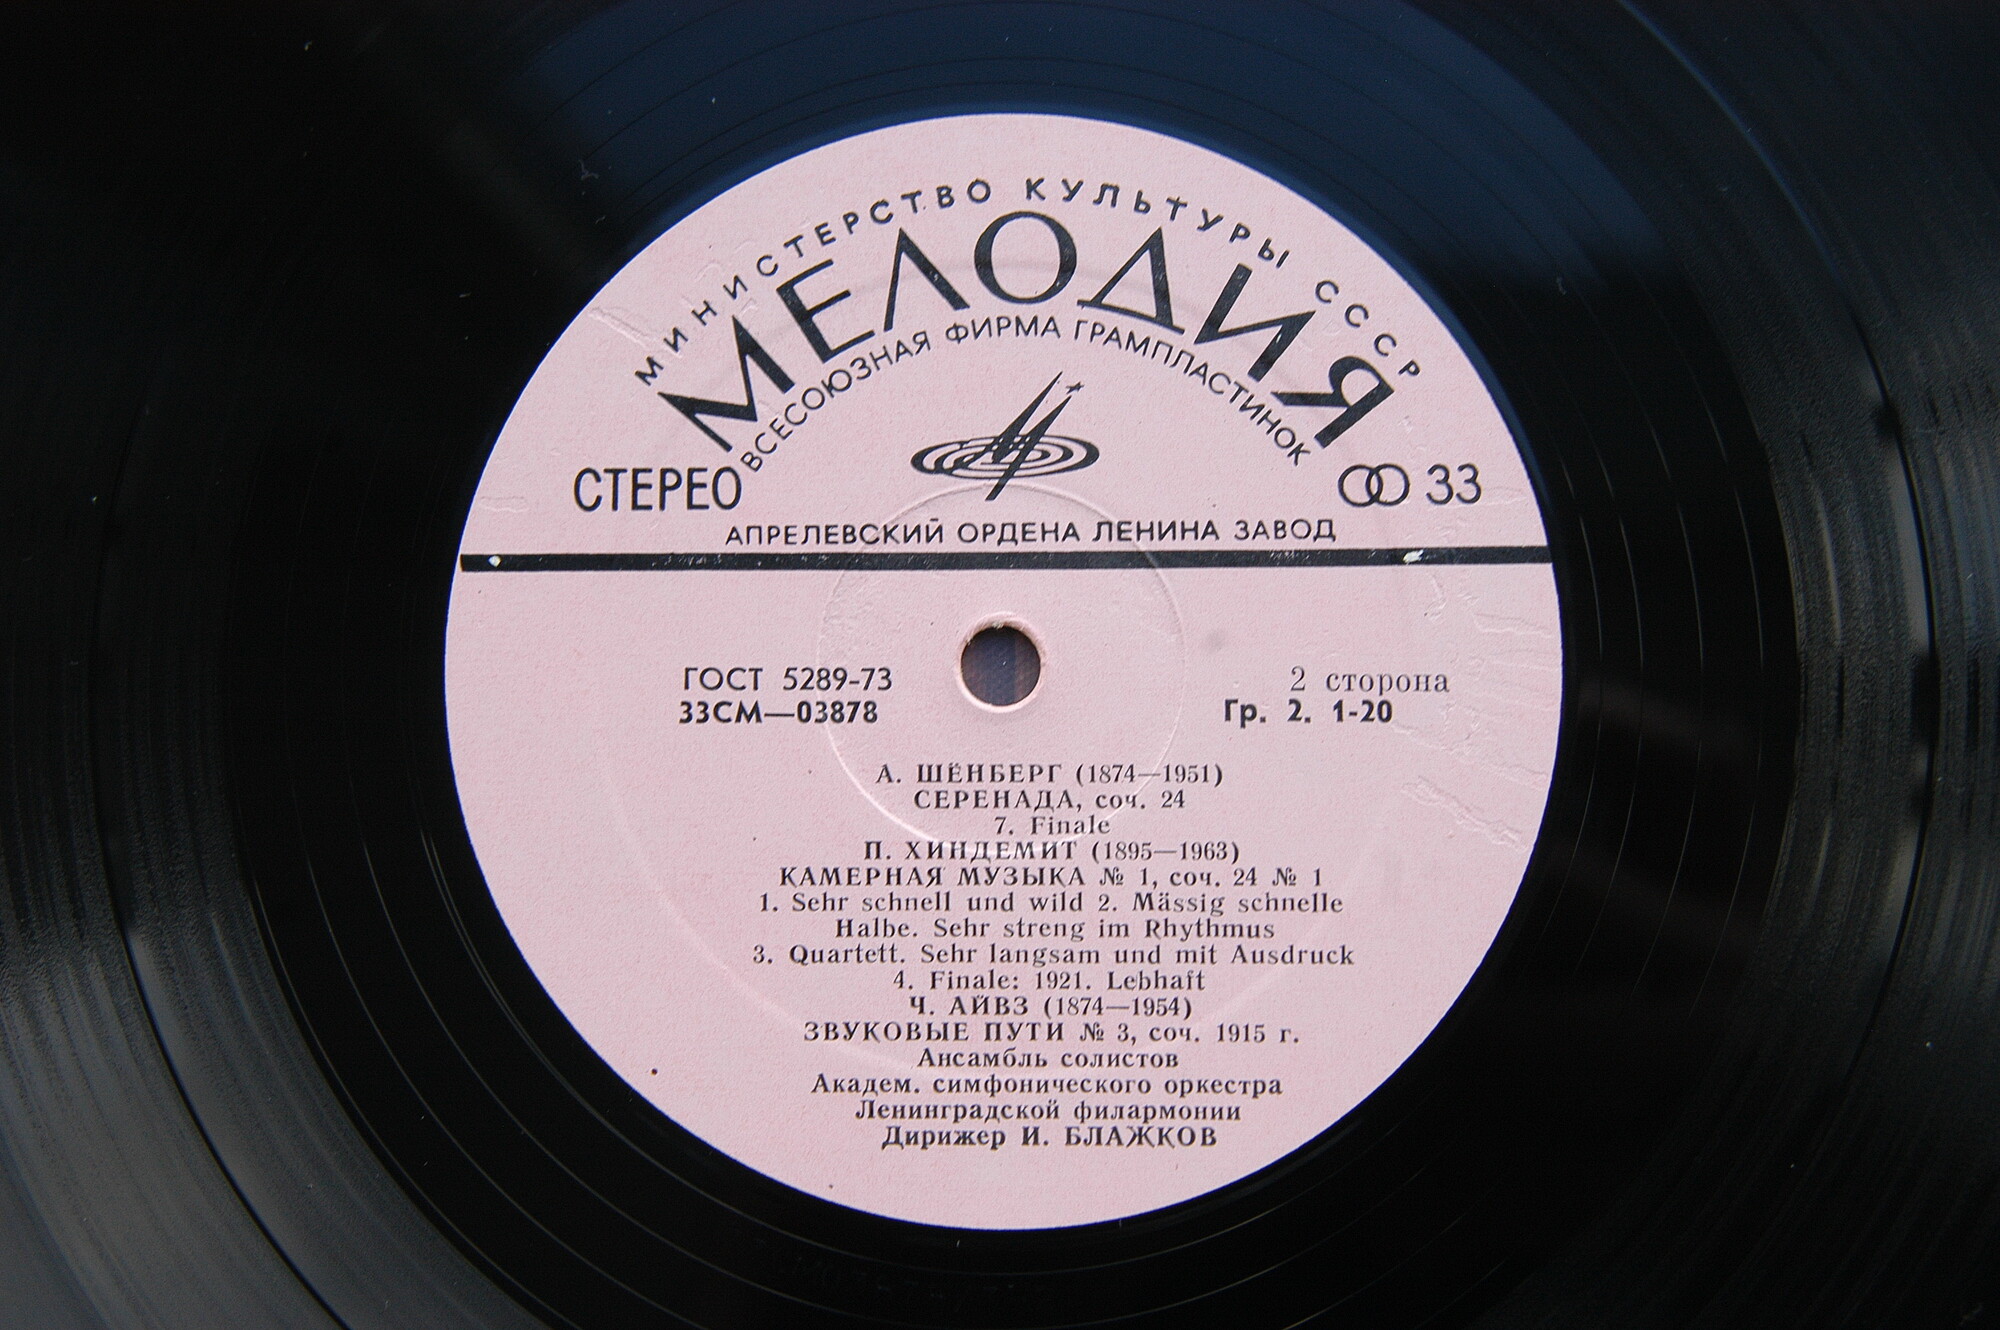 МИНИСТЕРСТВО КУЛЬТУРЫ СССР
МЕЛОДИЯ
ВСЕСОЮЗНАЯ ФИРМА ГРАМПЛАСТИНОК
СТЕРЕО 33
АПРЕЛЕВСКИЙ ОРДЕНА ЛЕНИНА ЗАВОД
ГОСТ 5289-73 2 сторона
33СМ—03878 Гр. 2. 1-20
А. ШЁНБЕРГ (1874—1951)
СЕРЕНАДА, соч. 24
7. Finale
П. ХИНДЕМИТ (1895—1963)
КАМЕРНАЯ МУЗЫКА № 1, соч. 24 № 1
1. Sehr schnell und wild 2. Mässig schnelle
Halbe. Sehr streng im Rhythmus
3. Quartett. Sehr langsam und mit Ausdruck
4. Finale: 1921. Lebhaft
Ч. АЙВЗ (1874—1954)
ЗВУКОВЫЕ ПУТИ № 3, соч. 1915 г.
Ансамбль солистов
Академ. симфонического оркестра
Ленинградской филармонии
Дирижер И. БЛАЖКОВ